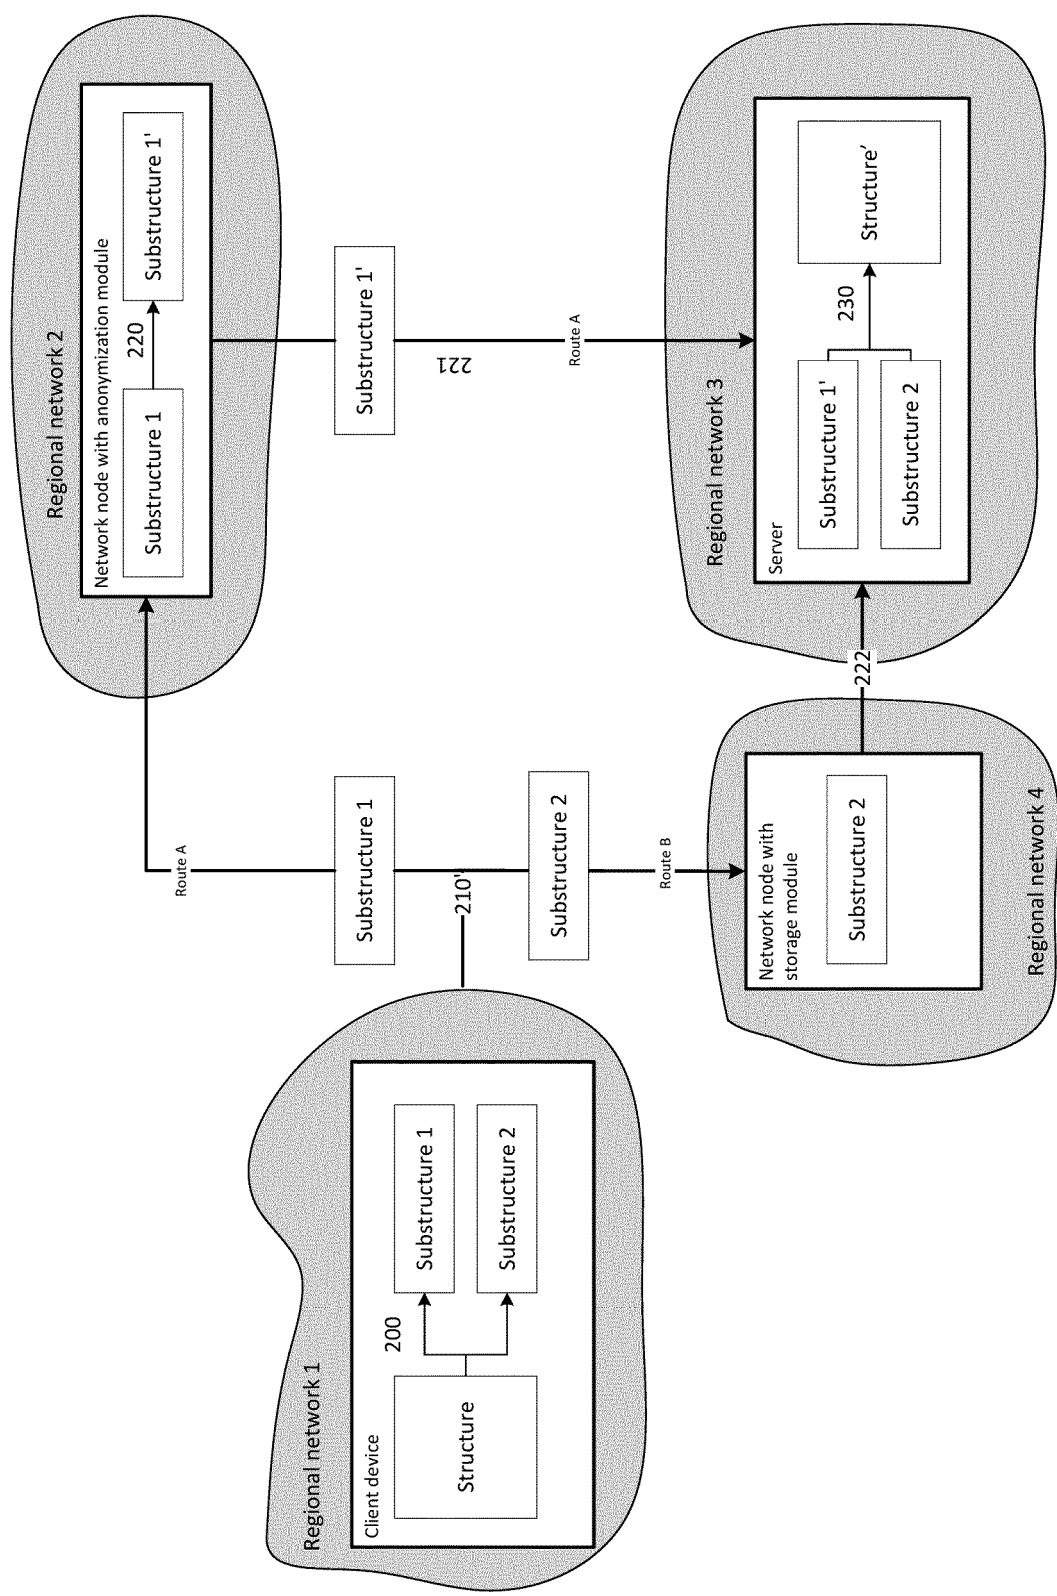 Regional network 1
Client device
Structure
200
Substructure 1
Substructure 2
210'
Substructure 1
Route A
Substructure 2
Route B
Regional network 2
Network node with anonymization module
Substructure 1
220
Substructure 1'
Substructure 1'
221
Route A
Regional network 4
Network node with
storage module
Substructure 2
222
Regional network 3
Server
Substructure 1'
Substructure 2
230
Structure’